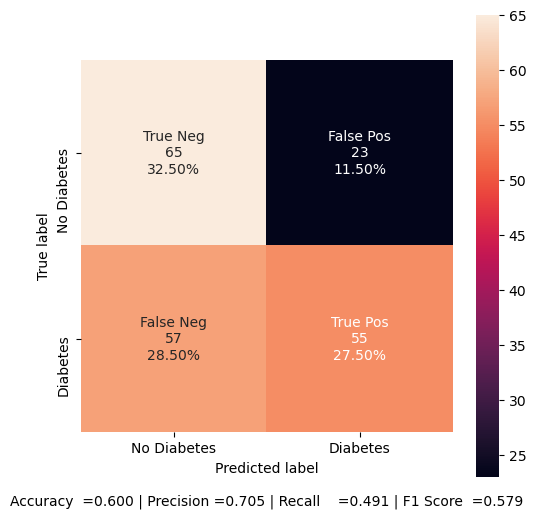 True Neg
65
32.50%
False Pos
23
11.50%
False Neg
57
28.50%
True Pos
55
27.50%
No Diabetes
Diabetes
True label
No Diabetes
Diabetes
Predicted label
65
60
55
50
45
40
35
30
25
Accuracy  =0.600 | Precision =0.705 | Recall    =0.491 | F1 Score  =0.579